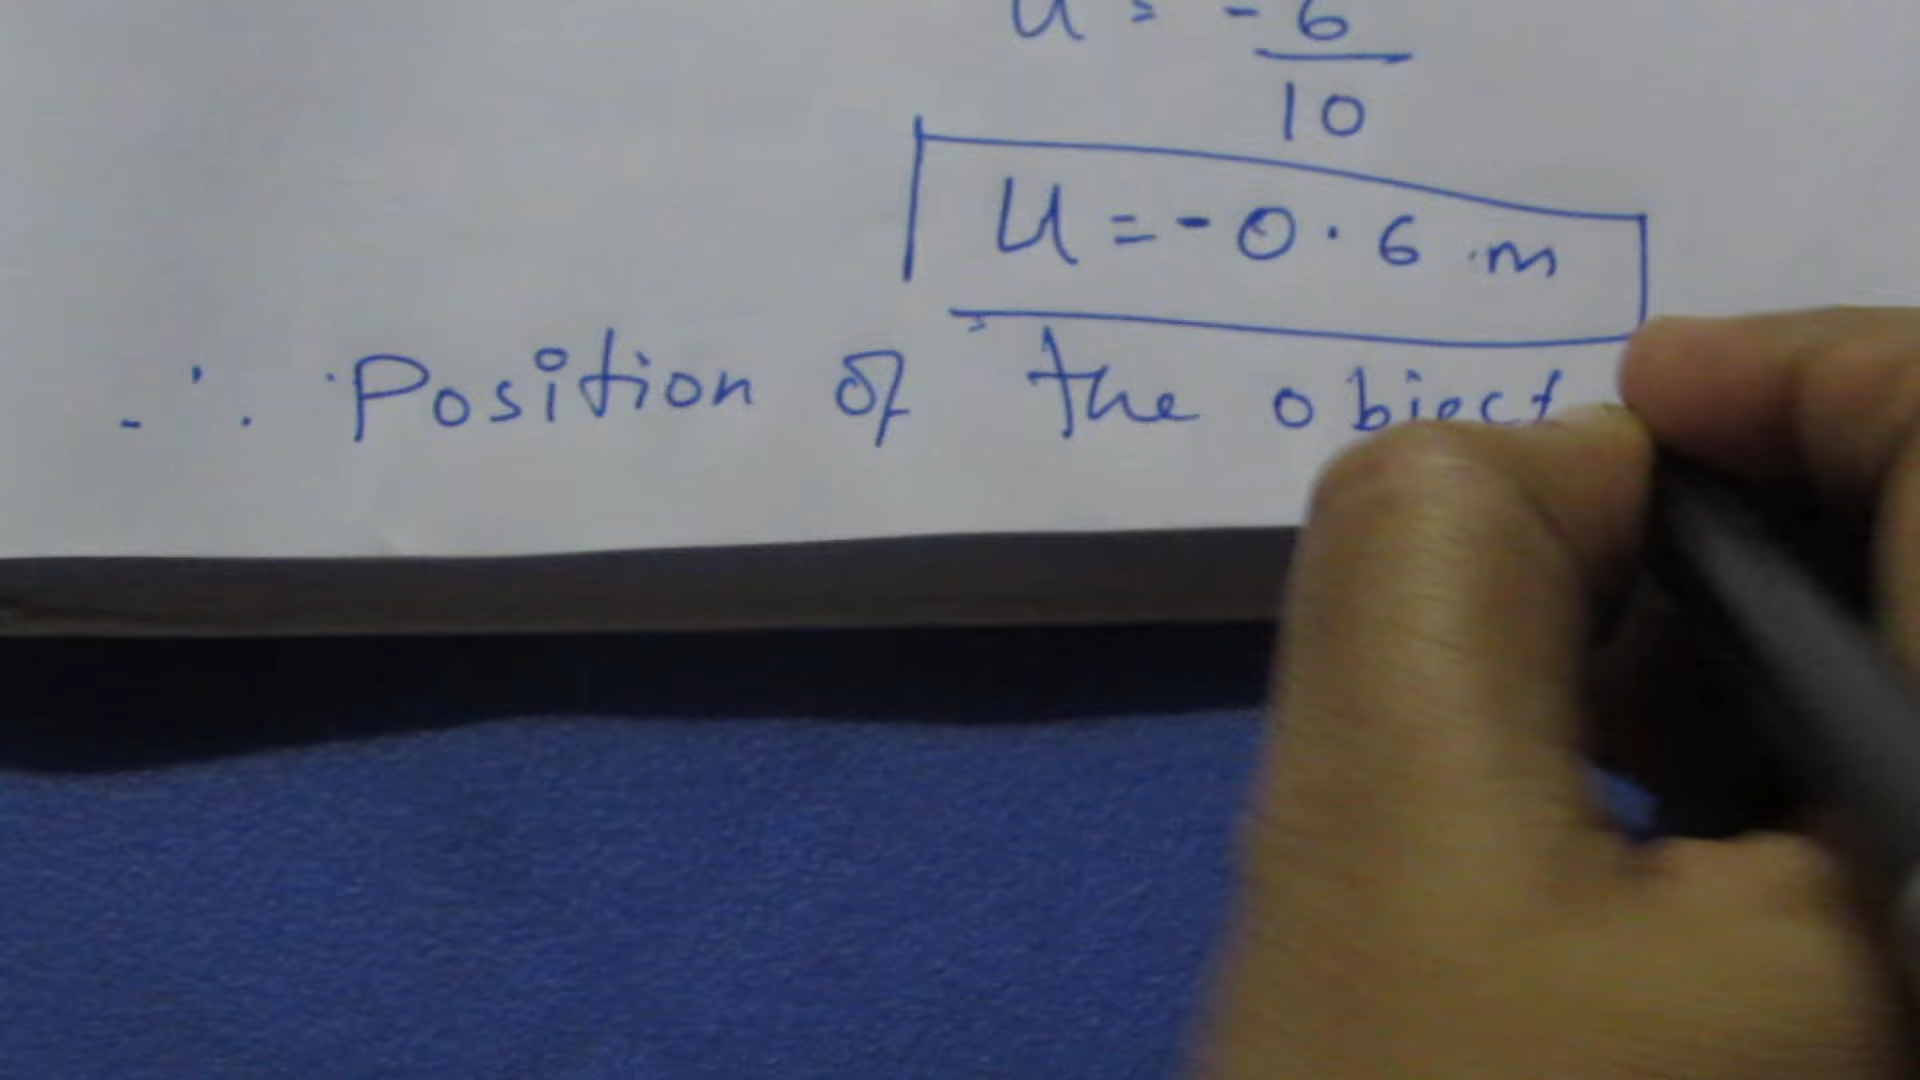 u = - 6
10
U = - 0.6 m
∴ Position of the object